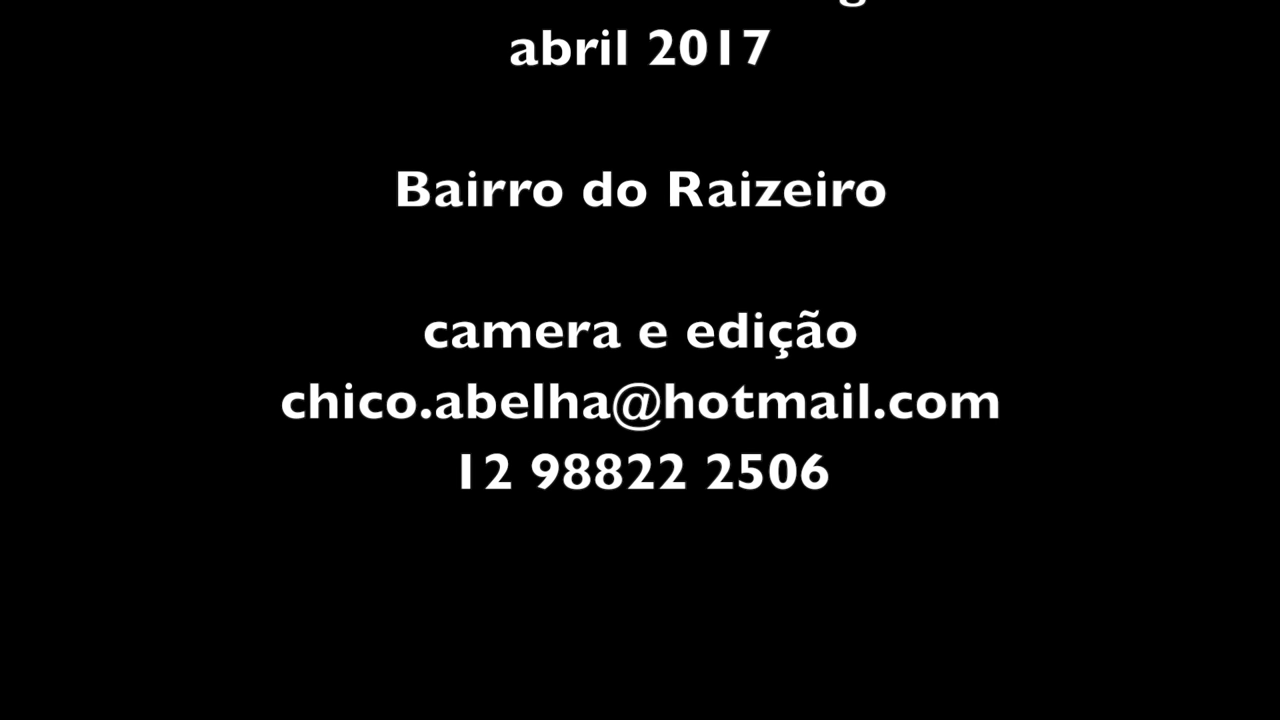 abril 2017
Bairro do Raizeiro
camera e edição
chico.abelha@hotmail.com
12 98822 2506